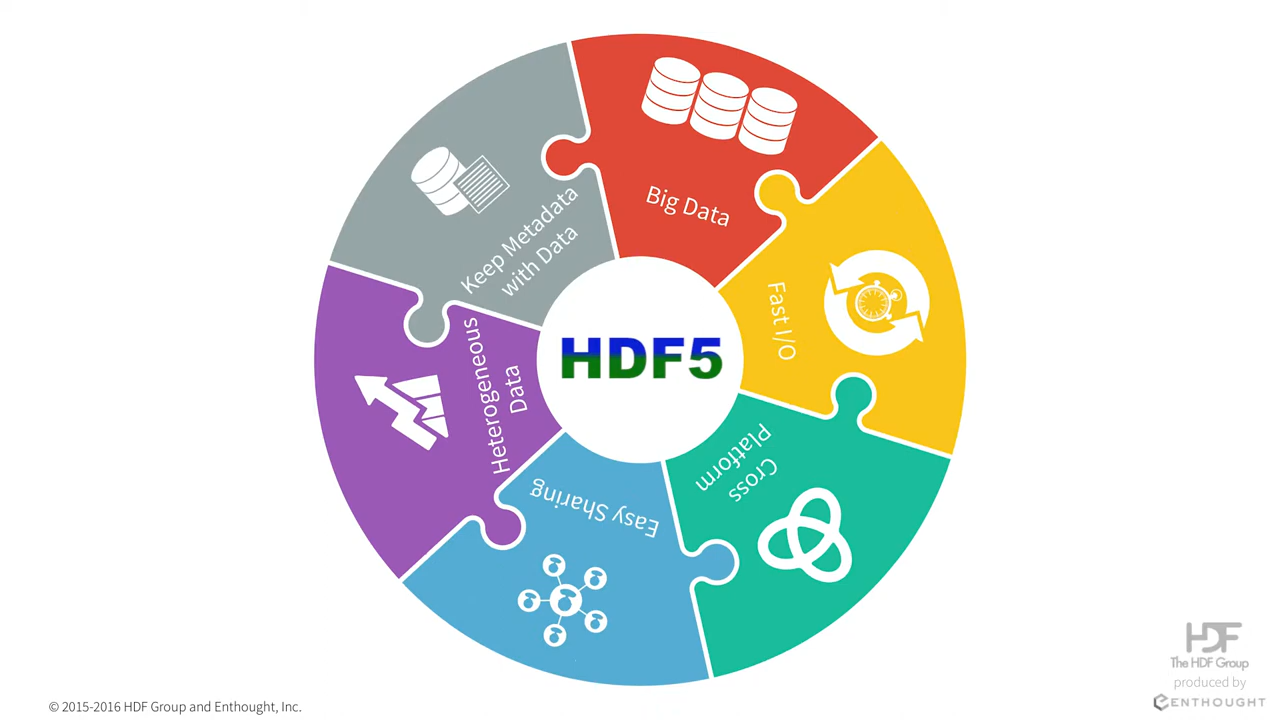 Big Data
Fast I/O
Cross
Platform
Easy Sharing
Heterogeneous
Data
Keep Metadata
with Data
HDF5
HDF
The HDF Group
produced by
ENTHOUGHT
© 2015-2016 HDF Group and Enthought, Inc.